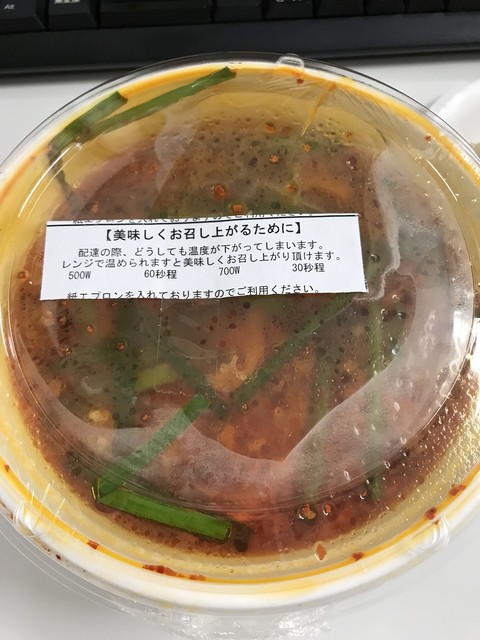 【美味しくお召し上がるために】
配達の際、どうしても温度が下がってしまいます。
レンジで温められますと美味しくお召し上がり頂けます。
500W 60秒程 700W 30秒程
紙エプロンを入れておりますのでご利用ください。